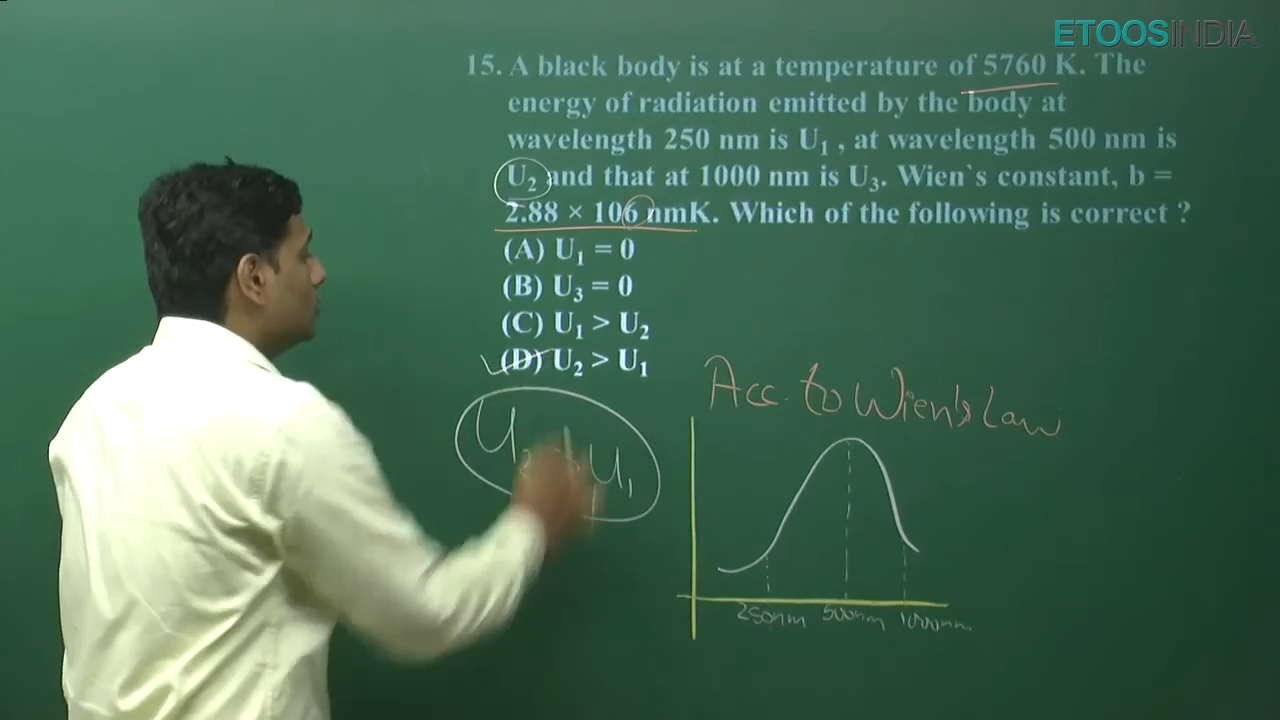 ETOOSINDIA
15. A black body is at a temperature of 5760 K. The
energy of radiation emitted by the body at
wavelength 250 nm is U₁ , at wavelength 500 nm is
U₂ and that at 1000 nm is U₃. Wien`s constant, b =
2.88 × 106 nmK. Which of the following is correct ?
(A) U₁ = 0
(B) U₃ = 0
(C) U₁ > U₂
(D) U₂ > U₁
Acc. to Wien's Law
U₂ > U₁
250nm 500nm 1000nm